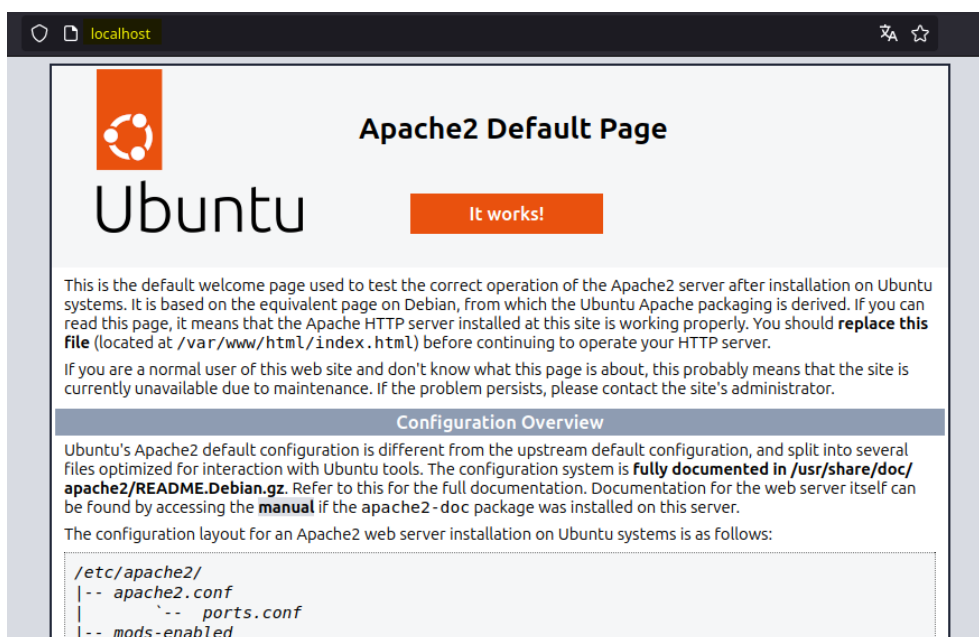 localhost
Apache2 Default Page
Ubuntu
It works!
This is the default welcome page used to test the correct operation of the Apache2 server after installation on Ubuntu
systems. It is based on the equivalent page on Debian, from which the Ubuntu Apache packaging is derived. If you can
read this page, it means that the Apache HTTP server installed at this site is working properly. You should replace this
file (located at /var/www/html/index.html) before continuing to operate your HTTP server.
If you are a normal user of this web site and don't know what this page is about, this probably means that the site is
currently unavailable due to maintenance. If the problem persists, please contact the site's administrator.
Configuration Overview
Ubuntu's Apache2 default configuration is different from the upstream default configuration, and split into several
files optimized for interaction with Ubuntu tools. The configuration system is fully documented in /usr/share/doc/
apache2/README.Debian.gz. Refer to this for the full documentation. Documentation for the web server itself can
be found by accessing the manual if the apache2-doc package was installed on this server.
The configuration layout for an Apache2 web server installation on Ubuntu systems is as follows:
/etc/apache2/
|-- apache2.conf
|       `--  ports.conf
|-- mods-enabled